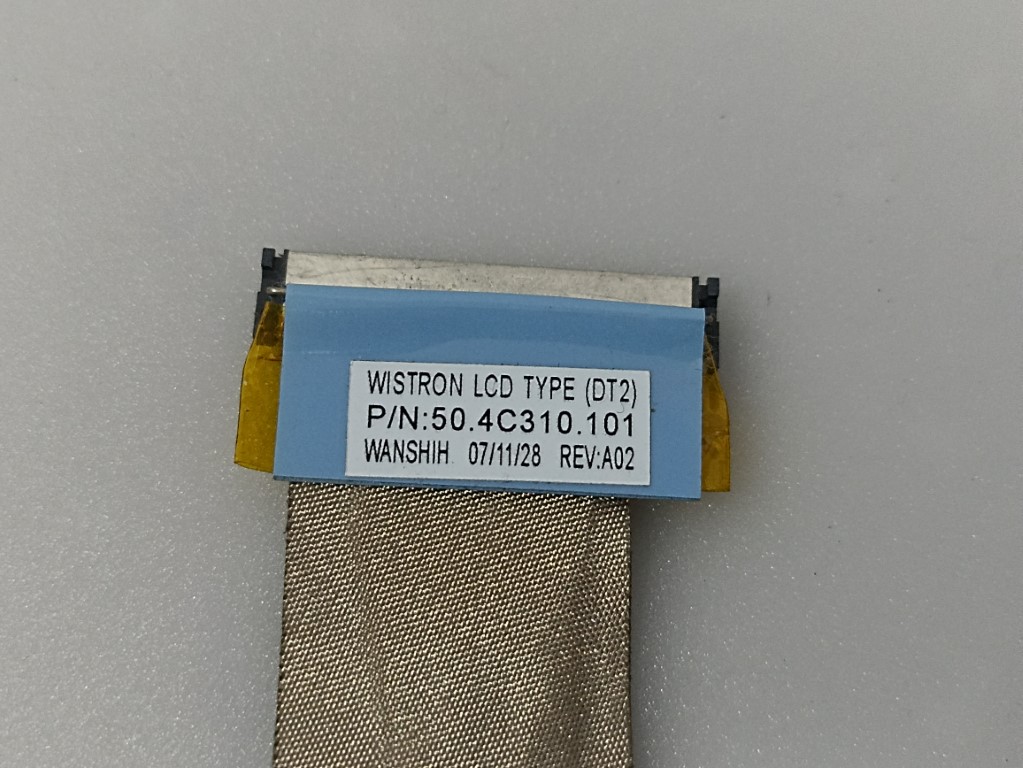 WISTRON LCD TYPE (DT2)
P/N:50.4C310.101
WANSHIH 07/11/28 REV:A02